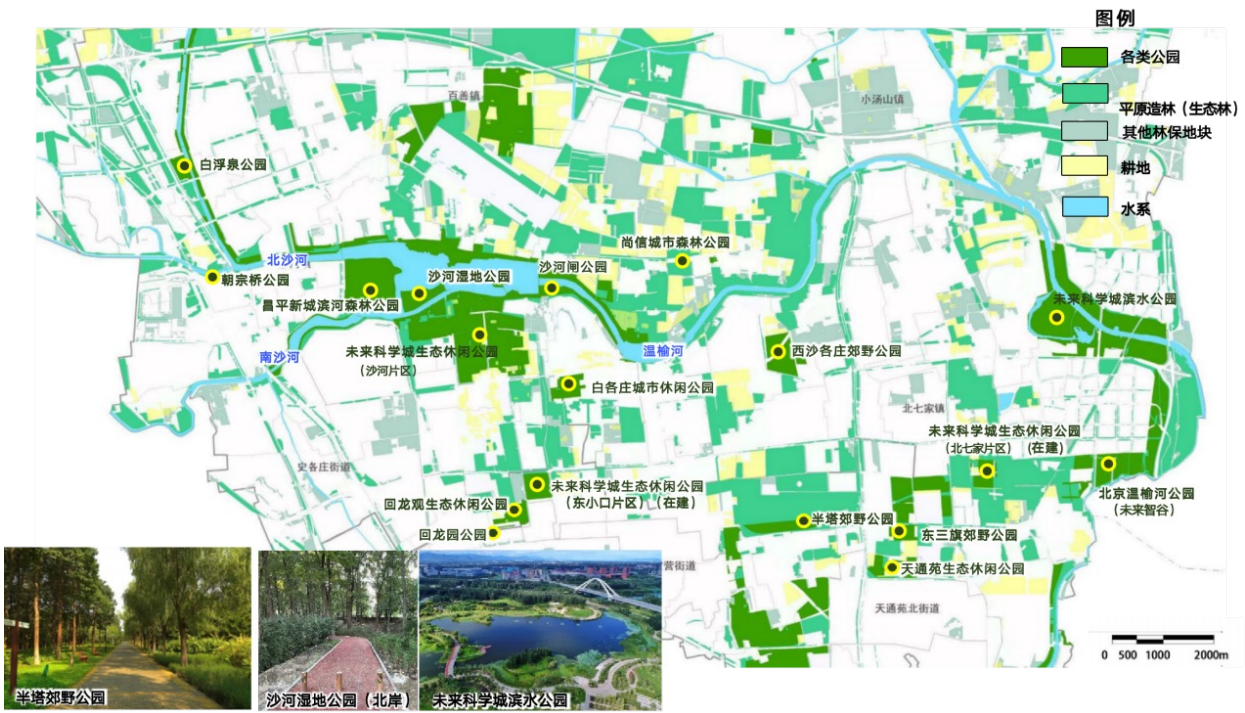 图例
各类公园
平原造林（生态林）
其他林保地块
耕地
水系
百善镇
小汤山镇
白浮泉公园
尚信城市森林公园
北沙河
沙河闸公园
朝宗桥公园
沙河湿地公园
昌平新城滨河森林公园
未来科学城滨水公园
南沙河
未来科学城生态休闲公园
（沙河片区）
温榆河
西沙各庄郊野公园
白各庄城市休闲公园
北七家镇
未来科学城生态休闲公园
（北七家片区）（在建）
史各庄街道
未来科学城生态休闲公园
（东小口片区）（在建）
北京温榆河公园
（未来智谷）
回龙观生态休闲公园
半塔郊野公园
回龙园公园
东三旗郊野公园
营街道
天通苑生态休闲公园
天通苑北街道
0 500 1000 2000m
半塔郊野公园
沙河湿地公园（北岸）
未来科学城滨水公园